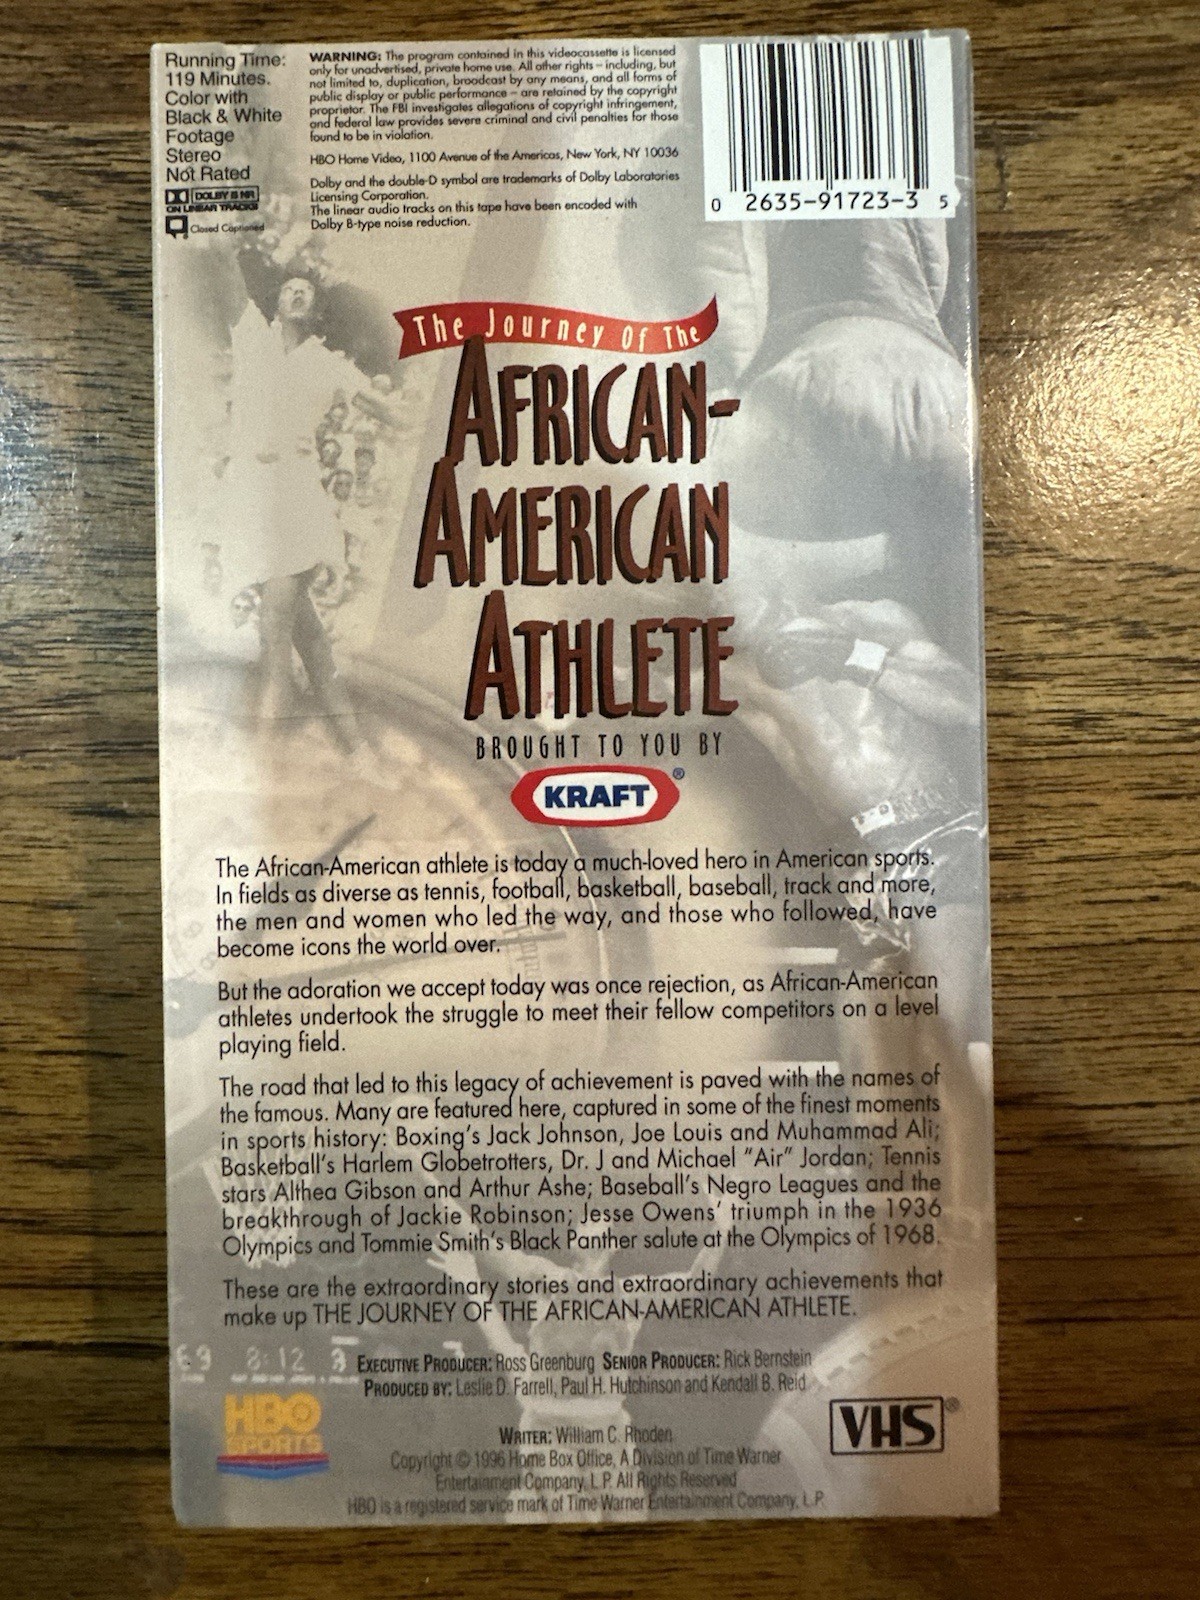 Running Time:
119 Minutes.
Color with
Black & White
Footage
Stereo
Not Rated
DOLBY B NR
ON LINEAR TRACKS
Closed Captioned
WARNING: The program contained in this videocassette is licensed
only for unadvertised, private home use. All other rights – including, but
not limited to, duplication, broadcast by any means, and all forms of
public display or public performance – are retained by the copyright
proprietor. The FBI investigates allegations of copyright infringement,
and federal law provides severe criminal and civil penalties for those
found to be in violation.
HBO Home Video, 1100 Avenue of the Americas, New York, NY 10036
Dolby and the double-D symbol are trademarks of Dolby Laboratories
Licensing Corporation.
The linear audio tracks on this tape have been encoded with
Dolby B-type noise reduction.
0 2635-91723-3 5
The Journey Of The
AFRICAN-
AMERICAN
ATHLETE
BROUGHT TO YOU BY
KRAFT®
The African-American athlete is today a much-loved hero in American sports.
In fields as diverse as tennis, football, basketball, baseball, track and more,
the men and women who led the way, and those who followed, have
become icons the world over.
But the adoration we accept today was once rejection, as African-American
athletes undertook the struggle to meet their fellow competitors on a level
playing field.
The road that led to this legacy of achievement is paved with the names of
the famous. Many are featured here, captured in some of the finest moments
in sports history: Boxing's Jack Johnson, Joe Louis and Muhammad Ali;
Basketball's Harlem Globetrotters, Dr. J and Michael "Air" Jordan; Tennis
stars Althea Gibson and Arthur Ashe; Baseball's Negro Leagues and the
breakthrough of Jackie Robinson; Jesse Owens' triumph in the 1936
Olympics and Tommie Smith's Black Panther salute at the Olympics of 1968.
These are the extraordinary stories and extraordinary achievements that
make up THE JOURNEY OF THE AFRICAN-AMERICAN ATHLETE.
69 8:12
EXECUTIVE PRODUCER: Ross Greenburg SENIOR PRODUCER: Rick Bernstein
PRODUCED BY: Leslie D. Farrell, Paul H. Hutchinson and Kendall B. Reid
HBO
SPORTS
VHS®
WRITER: William C. Rhoden
Copyright © 1996 Home Box Office, A Division of Time Warner
Entertainment Company, L.P. All Rights Reserved
HBO is a registered service mark of Time Warner Entertainment Company, L.P.